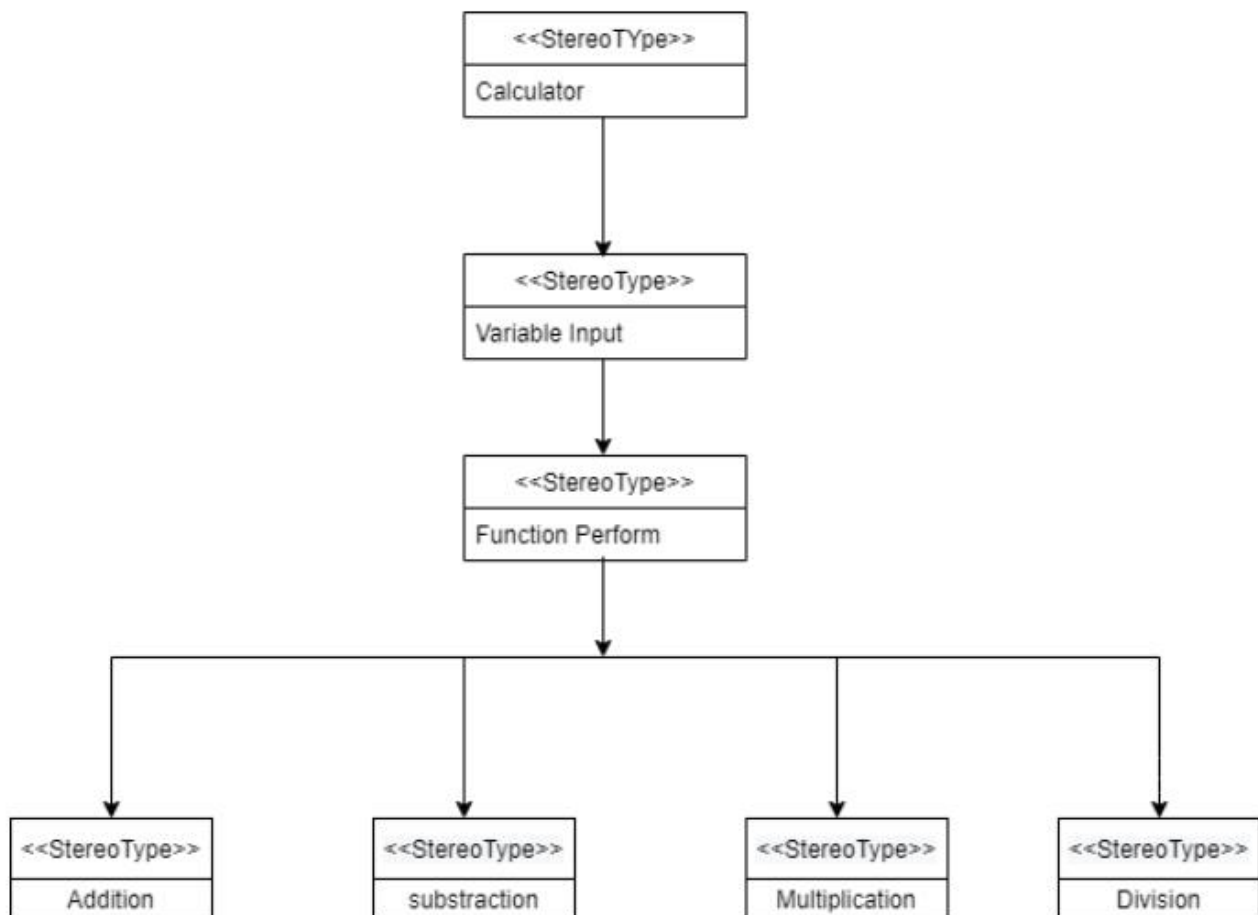 <<StereoTYpe>>
Calculator
<<StereoType>>
Variable Input
<<StereoType>>
Function Perform
<<StereoType>> <<StereoType>> <<StereoType>> <<StereoType>>
Addition substraction Multiplication Division